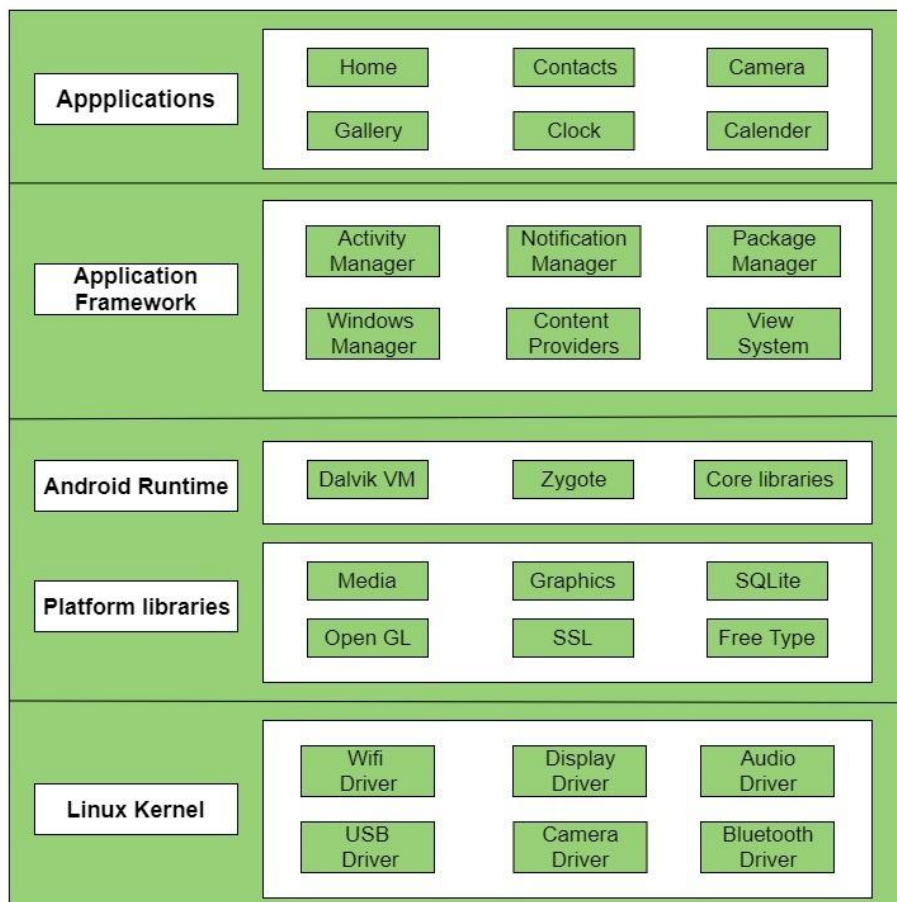 Appplications
Home
Contacts
Camera
Gallery
Clock
Calender
Application
Framework
Activity
Manager
Notification
Manager
Package
Manager
Windows
Manager
Content
Providers
View
System
Android Runtime
Dalvik VM
Zygote
Core libraries
Platform libraries
Media
Graphics
SQLite
Open GL
SSL
Free Type
Linux Kernel
Wifi
Driver
Display
Driver
Audio
Driver
USB
Driver
Camera
Driver
Bluetooth
Driver